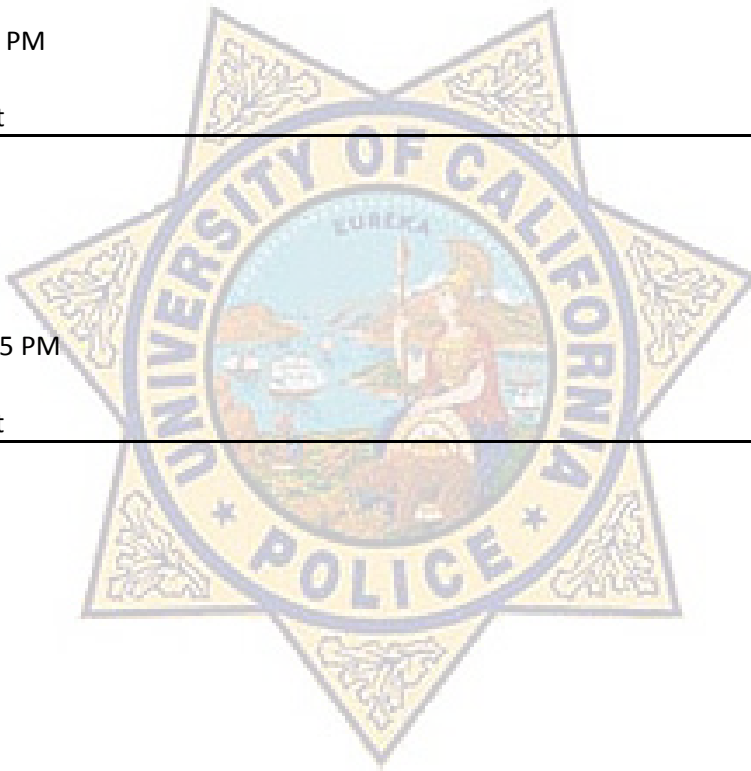 PM
t
UNIVERSITY OF CALIFORNIA
EUREKA
5 PM
t
POLICE